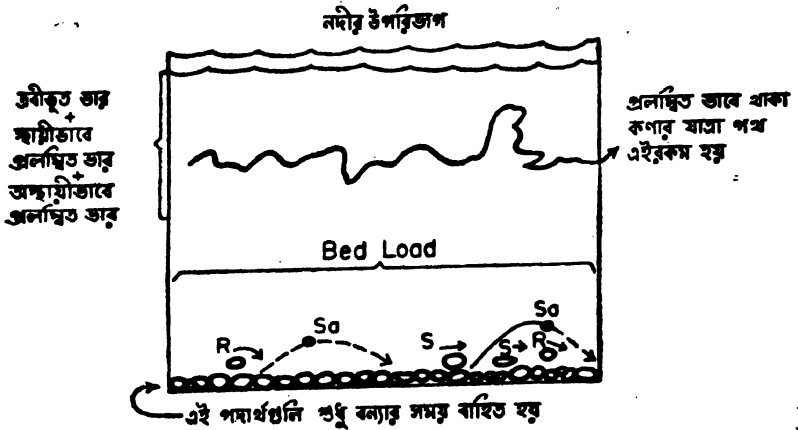 নদীর উপরিভাগ
দ্রবীভূত ভার
+
স্থায়ীভাবে
প্রলম্বিত ভার
+
অস্থায়ীভাবে
প্রলম্বিত ভার
প্রলম্বিত ভাবে থাকা
কণার যাত্রা পথ
এইরকম হয়
Bed Load
R
Sa
S
S
R
Sa
এই পদার্থগুলি শুধু বন্যার সময় বাহিত হয়